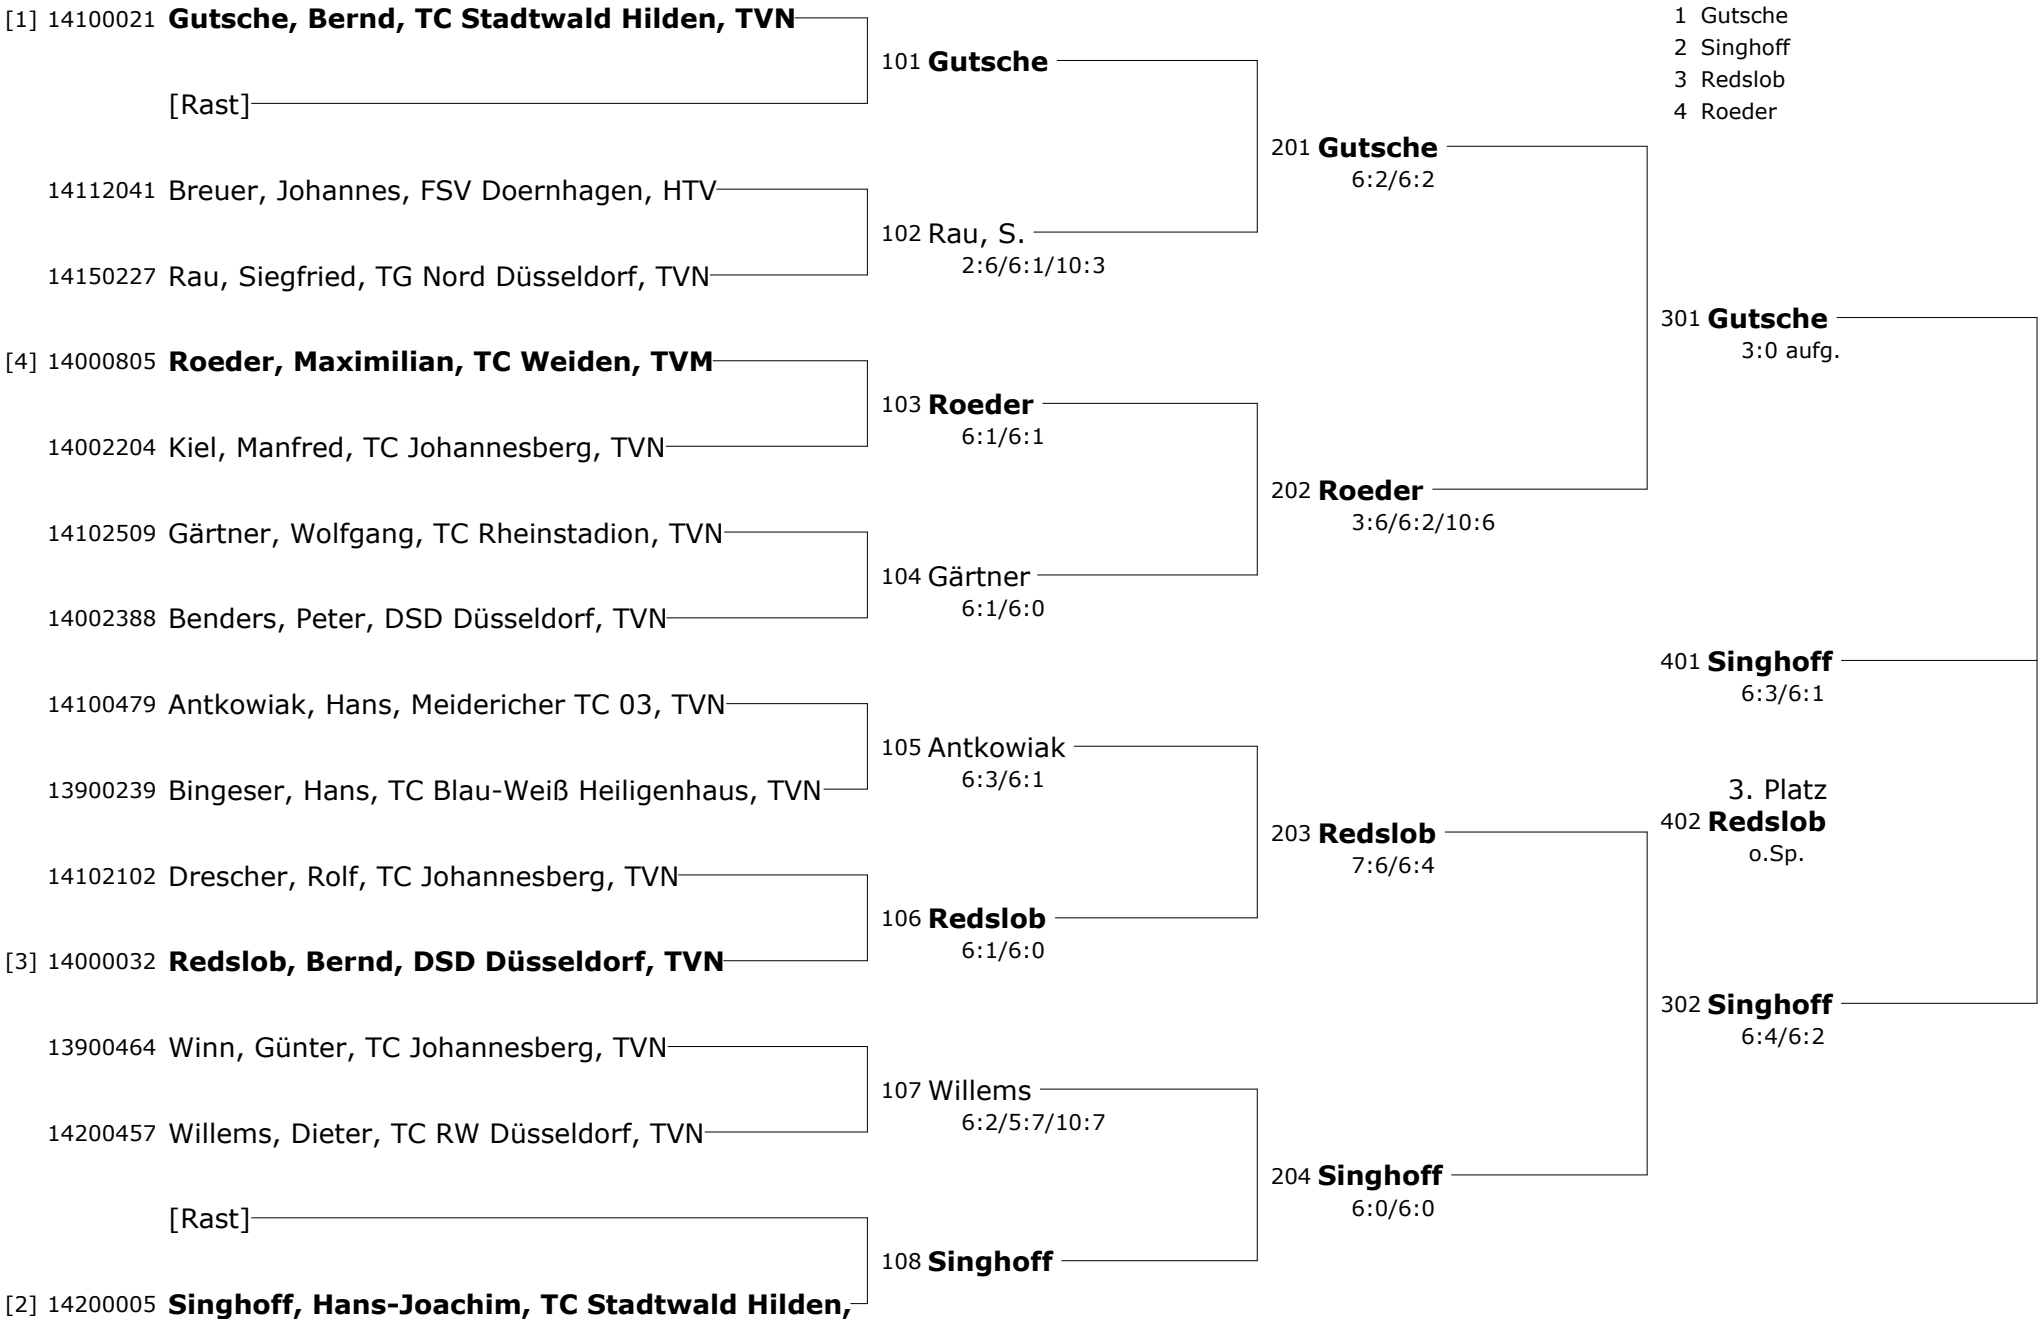 [1] 14100021 Gutsche, Bernd, TC Stadtwald Hilden, TVN
[Rast]
14112041 Breuer, Johannes, FSV Doernhagen, HTV
14150227 Rau, Siegfried, TG Nord Düsseldorf, TVN
[4] 14000805 Roeder, Maximilian, TC Weiden, TVM
14002204 Kiel, Manfred, TC Johannesberg, TVN
14102509 Gärtner, Wolfgang, TC Rheinstadion, TVN
14002388 Benders, Peter, DSD Düsseldorf, TVN
14100479 Antkowiak, Hans, Meidericher TC 03, TVN
13900239 Bingeser, Hans, TC Blau-Weiß Heiligenhaus, TVN
14102102 Drescher, Rolf, TC Johannesberg, TVN
[3] 14000032 Redslob, Bernd, DSD Düsseldorf, TVN
13900464 Winn, Günter, TC Johannesberg, TVN
14200457 Willems, Dieter, TC RW Düsseldorf, TVN
[Rast]
[2] 14200005 Singhoff, Hans-Joachim, TC Stadtwald Hilden,
101 Gutsche
102 Rau, S.
2:6/6:1/10:3
103 Roeder
6:1/6:1
104 Gärtner
6:1/6:0
105 Antkowiak
6:3/6:1
106 Redslob
6:1/6:0
107 Willems
6:2/5:7/10:7
108 Singhoff
201 Gutsche
6:2/6:2
202 Roeder
3:6/6:2/10:6
203 Redslob
7:6/6:4
204 Singhoff
6:0/6:0
1 Gutsche
2 Singhoff
3 Redslob
4 Roeder
301 Gutsche
3:0 aufg.
401 Singhoff
6:3/6:1
3. Platz
402 Redslob
o.Sp.
302 Singhoff
6:4/6:2